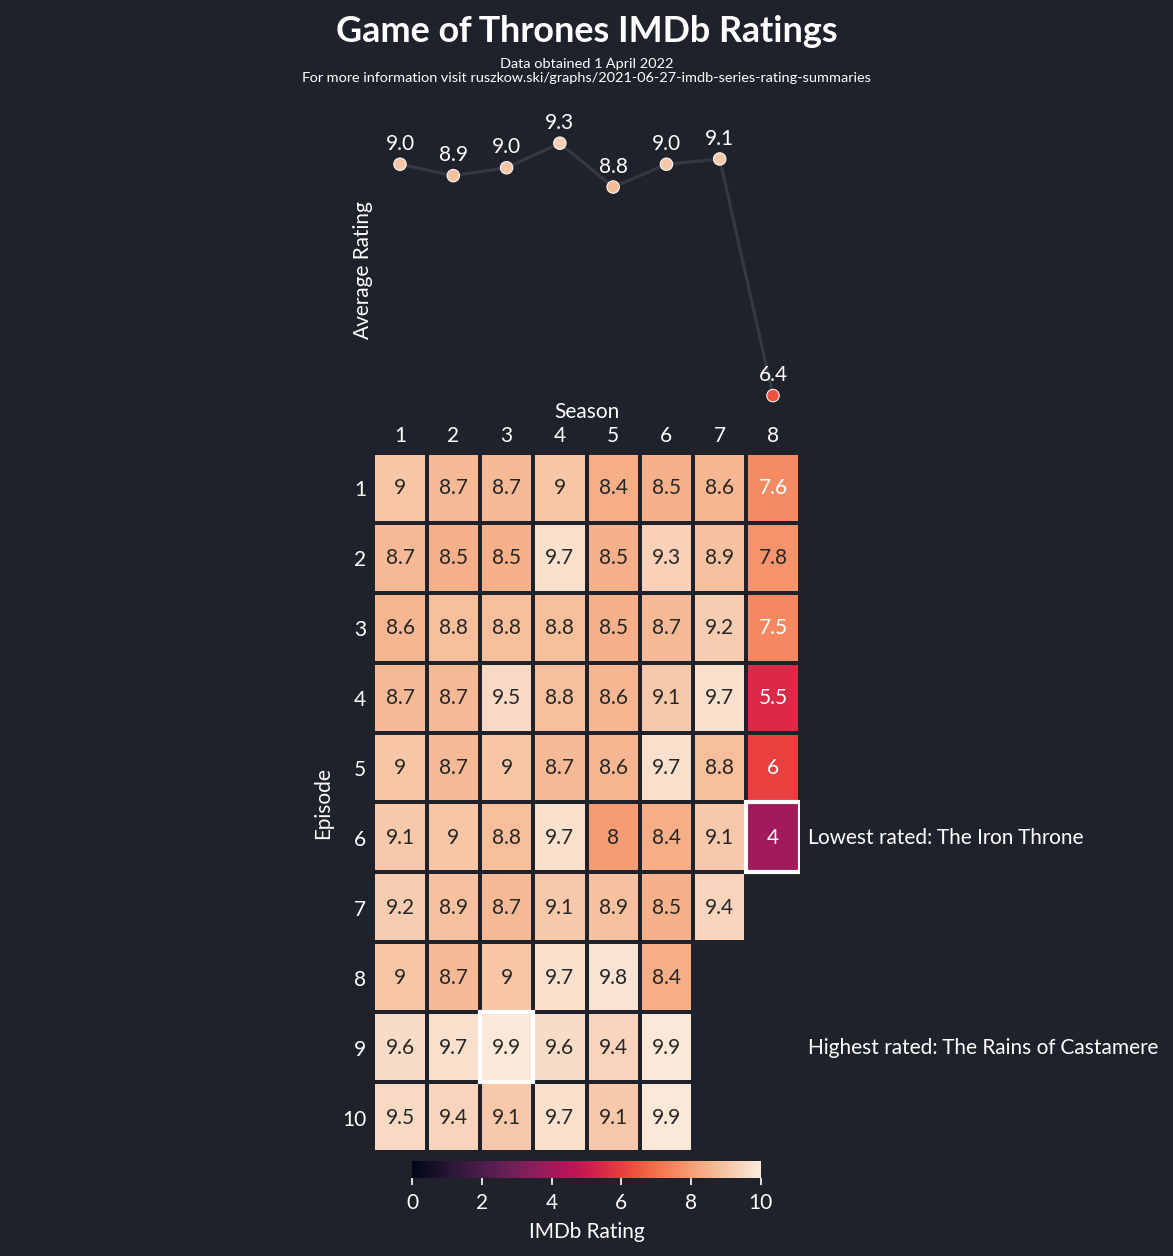 Game of Thrones IMDb Ratings
Data obtained 1 April 2022
For more information visit ruszkow.ski/graphs/2021-06-27-imdb-series-rating-summaries
9.0 8.9 9.0 9.3 8.8 9.0 9.1 6.4
Average Rating
Season
1 2 3 4 5 6 7 8
Episode
1 9 8.7 8.7 9 8.4 8.5 8.6 7.6
2 8.7 8.5 8.5 9.7 8.5 9.3 8.9 7.8
3 8.6 8.8 8.8 8.8 8.5 8.7 9.2 7.5
4 8.7 8.7 9.5 8.8 8.6 9.1 9.7 5.5
5 9 8.7 9 8.7 8.6 9.7 8.8 6
6 9.1 9 8.8 9.7 8 8.4 9.1 4 Lowest rated: The Iron Throne
7 9.2 8.9 8.7 9.1 8.9 8.5 9.4
8 9 8.7 9 9.7 9.8 8.4
9 9.6 9.7 9.9 9.6 9.4 9.9 Highest rated: The Rains of Castamere
10 9.5 9.4 9.1 9.7 9.1 9.9
0 2 4 6 8 10
IMDb Rating